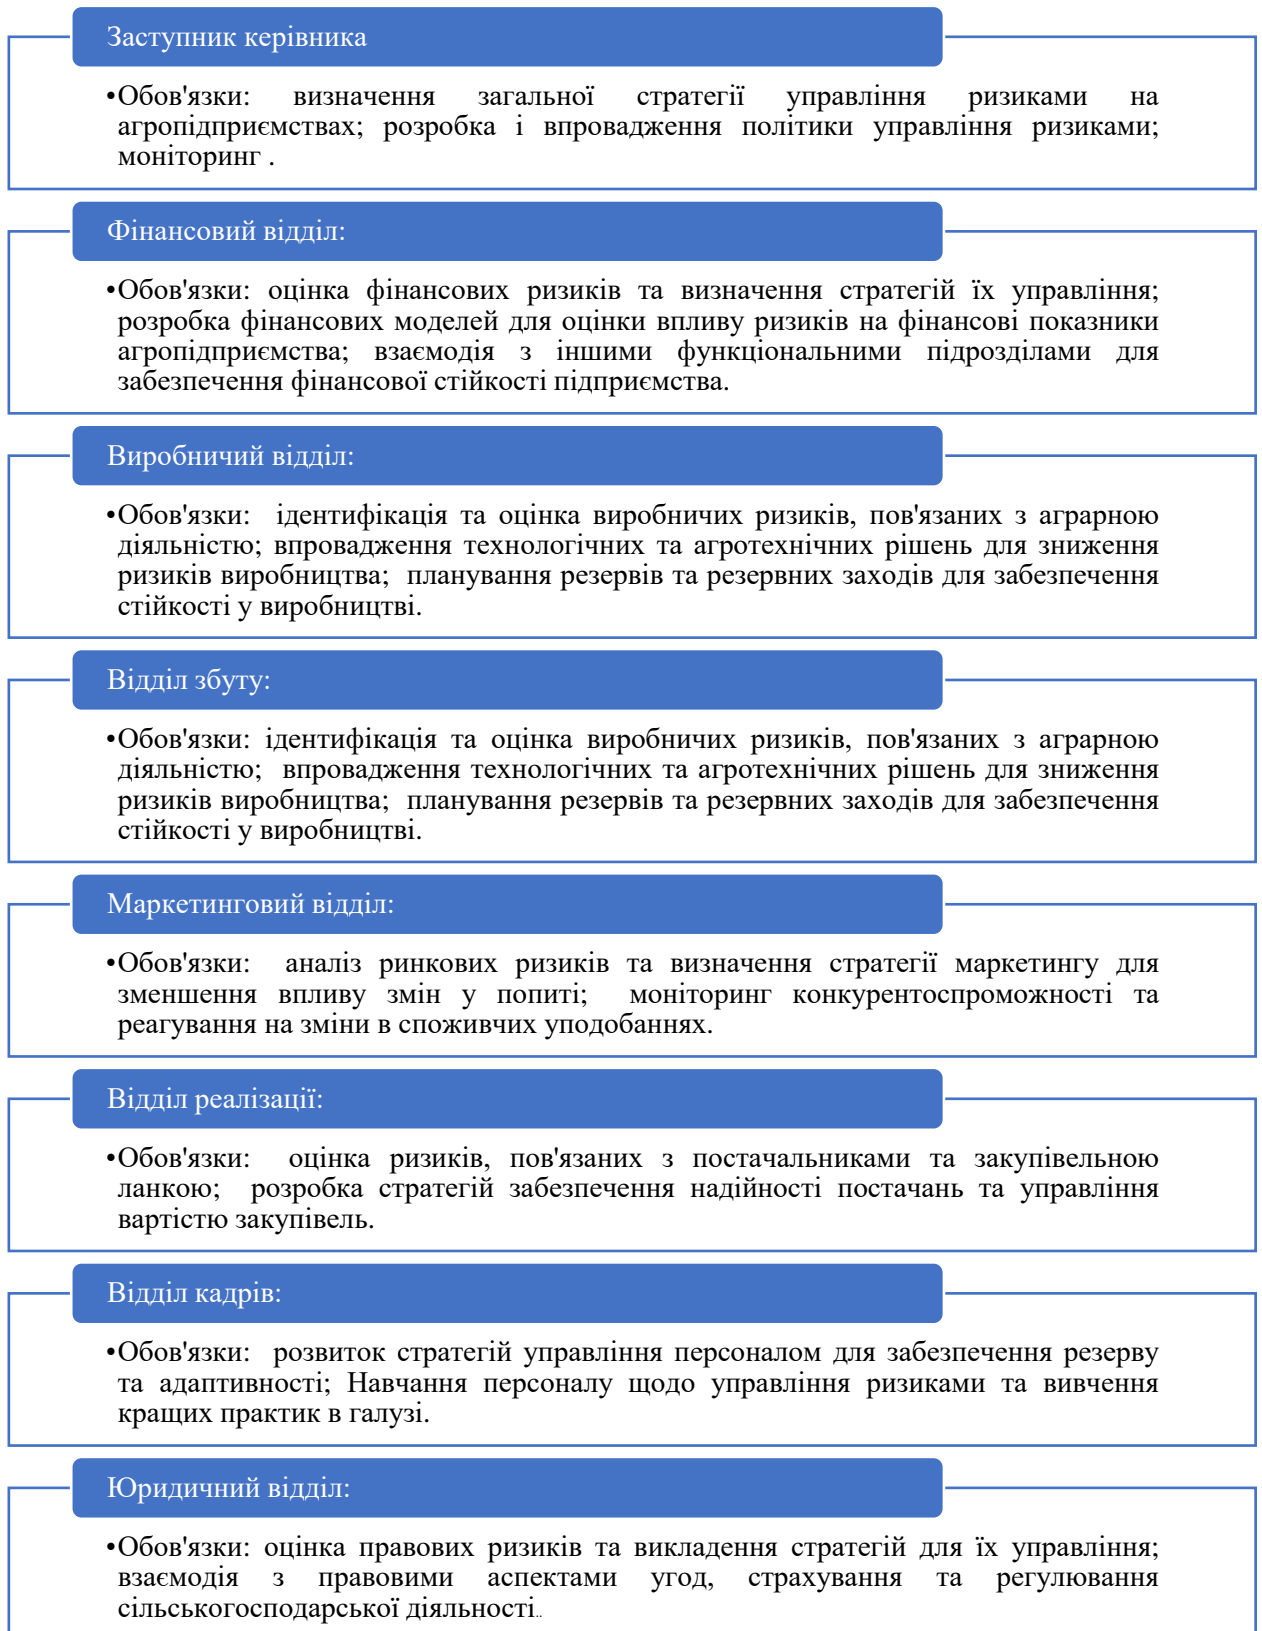 Заступник керівника
•Обов'язки: визначення загальної стратегії управління ризиками на
агропідприємствах; розробка і впровадження політики управління ризиками;
моніторинг .
Фінансовий відділ:
•Обов'язки: оцінка фінансових ризиків та визначення стратегій їх управління;
розробка фінансових моделей для оцінки впливу ризиків на фінансові показники
агропідприємства; взаємодія з іншими функціональними підрозділами для
забезпечення фінансової стійкості підприємства.
Виробничий відділ:
•Обов'язки: ідентифікація та оцінка виробничих ризиків, пов'язаних з аграрною
діяльністю; впровадження технологічних та агротехнічних рішень для зниження
ризиків виробництва; планування резервів та резервних заходів для забезпечення
стійкості у виробництві.
Відділ збуту:
•Обов'язки: ідентифікація та оцінка виробничих ризиків, пов'язаних з аграрною
діяльністю; впровадження технологічних та агротехнічних рішень для зниження
ризиків виробництва; планування резервів та резервних заходів для забезпечення
стійкості у виробництві.
Маркетинговий відділ:
•Обов'язки: аналіз ринкових ризиків та визначення стратегії маркетингу для
зменшення впливу змін у попиті; моніторинг конкурентоспроможності та
реагування на зміни в споживчих уподобаннях.
Відділ реалізації:
•Обов'язки: оцінка ризиків, пов'язаних з постачальниками та закупівельною
ланкою; розробка стратегій забезпечення надійності постачань та управління
вартістю закупівель.
Відділ кадрів:
•Обов'язки: розвиток стратегій управління персоналом для забезпечення резерву
та адаптивності; Навчання персоналу щодо управління ризиками та вивчення
кращих практик в галузі.
Юридичний відділ:
•Обов'язки: оцінка правових ризиків та викладення стратегій для їх управління;
взаємодія з правовими аспектами угод, страхування та регулювання
сільськогосподарської діяльності..